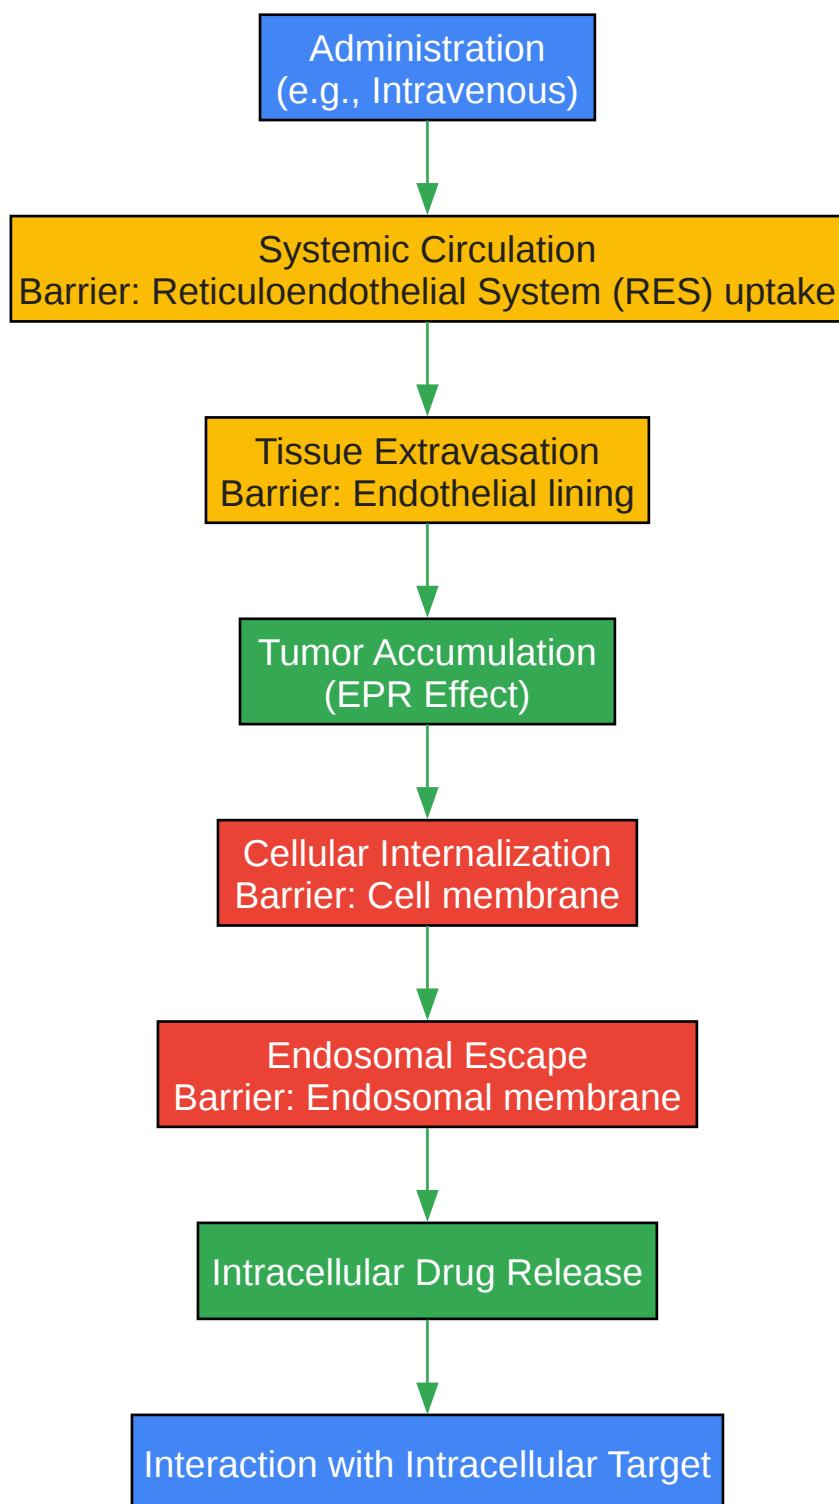 Administration
(e.g., Intravenous)
Systemic Circulation
Barrier: Reticuloendothelial System (RES) uptake
Tissue Extravasation
Barrier: Endothelial lining
Tumor Accumulation
(EPR Effect)
Cellular Internalization
Barrier: Cell membrane
Endosomal Escape
Barrier: Endosomal membrane
Intracellular Drug Release
Interaction with Intracellular Target